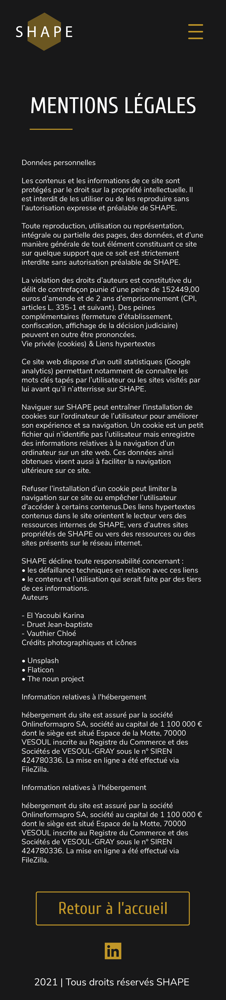 SHAPE
MENTIONS LÉGALES
Données personnelles
Les contenus et les informations de ce site sont
protégés par le droit sur la propriété intellectuelle. Il
est interdit de les utiliser ou de les reproduire sans
l’autorisation expresse et préalable de SHAPE.
Toute reproduction, utilisation ou représentation,
intégrale ou partielle des pages, des données, et d’une
manière générale de tout élément constituant ce site
sur quelque support que ce soit est strictement
interdite sans autorisation préalable de SHAPE.
La violation des droits d’auteurs est constitutive du
délit de contrefaçon punie d’une peine de 152449,00
euros d’amende et de 2 ans d’emprisonnement (CPI,
articles L. 335-1 et suivant). Des peines
complémentaires (fermeture d’établissement,
confiscation, affichage de la décision judiciaire)
peuvent en outre être prononcées.
Vie privée (cookies) & Liens hypertextes
Ce site web dispose d’un outil statistiques (Google
analytics) permettant notamment de connaître les
mots clés tapés par l’utilisateur ou les sites visités par
lui avant qu’il n’atterrisse sur SHAPE.
Naviguer sur SHAPE peut entraîner l’installation de
cookies sur l’ordinateur de l’utilisateur pour améliorer
son expérience et sa navigation. Un cookie est un petit
fichier qui n’identifie pas l’utilisateur mais enregistre
des informations relatives à la navigation d’un
ordinateur sur un site web. Ces données ainsi
obtenues visent aussi à faciliter la navigation
ultérieure sur ce site.
Refuser l’installation d’un cookie peut limiter la
navigation sur ce site ou empêcher l’utilisateur
d’accéder à certains contenus.Des liens hypertextes
contenus dans le site orientent le lecteur vers des
ressources internes de SHAPE, vers d’autres sites
propriétés de SHAPE ou vers des ressources ou des
sites présents sur le réseau internet.
SHAPE décline toute responsabilité concernant :
• les défaillance techniques en relation avec ces liens
• le contenu et l’utilisation qui serait faite par des tiers
de ces informations.
Auteurs
- El Yacoubi Karina
- Druet Jean-baptiste
- Vauthier Chloé
Crédits photographiques et icônes
• Unsplash
• Flaticon
• The noun project
Information relatives à l'hébergement
hébergement du site est assuré par la société
Onlineformapro SA, société au capital de 1 100 000 €
dont le siège est situé Espace de la Motte, 70000
VESOUL inscrite au Registre du Commerce et des
Sociétés de VESOUL-GRAY sous le n° SIREN
424780336. La mise en ligne a été effectué via
FileZilla.
Information relatives à l'hébergement
hébergement du site est assuré par la société
Onlineformapro SA, société au capital de 1 100 000 €
dont le siège est situé Espace de la Motte, 70000
VESOUL inscrite au Registre du Commerce et des
Sociétés de VESOUL-GRAY sous le n° SIREN
424780336. La mise en ligne a été effectué via
FileZilla.
Retour à l’accueil
in
2021 | Tous droits réservés SHAPE